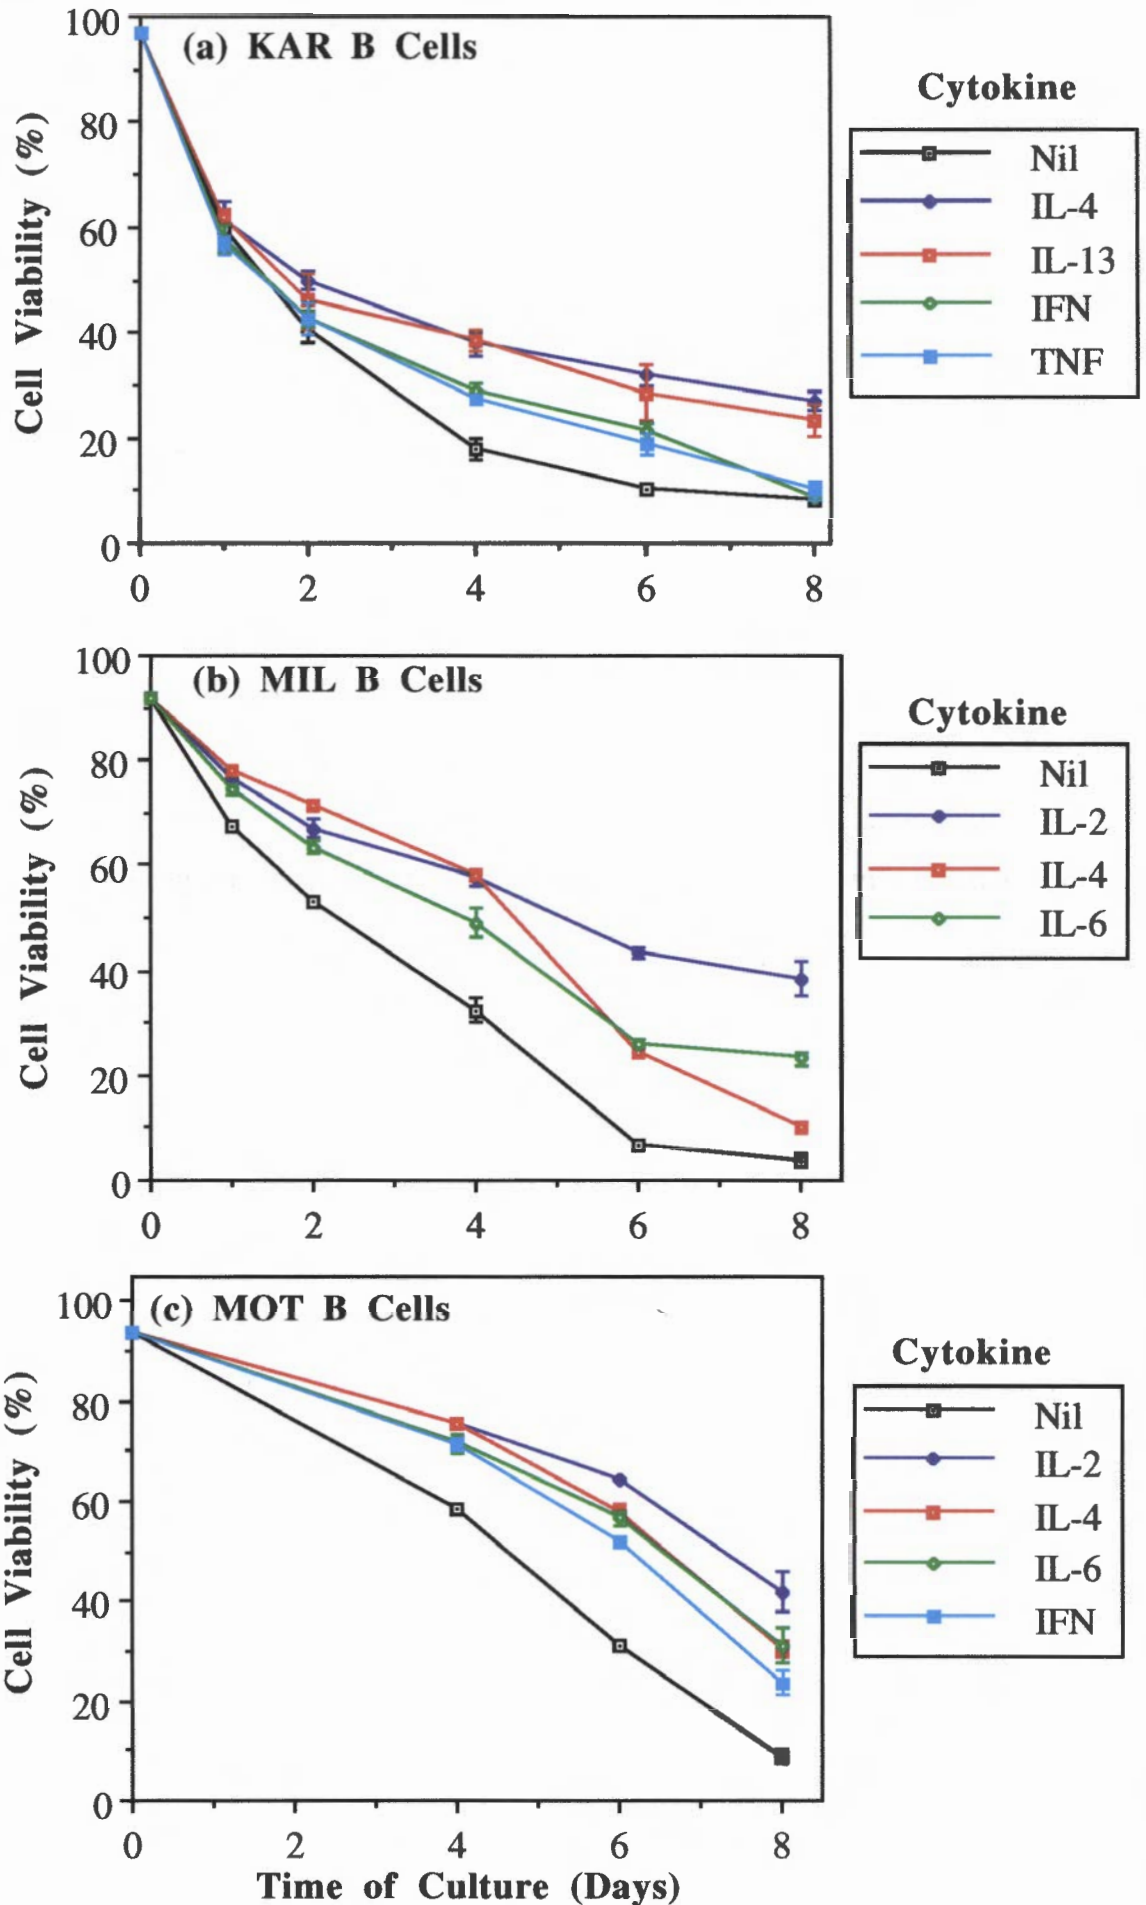 (a) KAR B Cells
Cell Viability (%)
100
80
60
40
20
0
0 2 4 6 8
Cytokine
Nil
IL-4
IL-13
IFN
TNF
(b) MIL B Cells
Cell Viability (%)
100
80
60
40
20
0
0 2 4 6 8
Cytokine
Nil
IL-2
IL-4
IL-6
(c) MOT B Cells
Cell Viability (%)
100
80
60
40
20
0
0 2 4 6 8
Time of Culture (Days)
Cytokine
Nil
IL-2
IL-4
IL-6
IFN